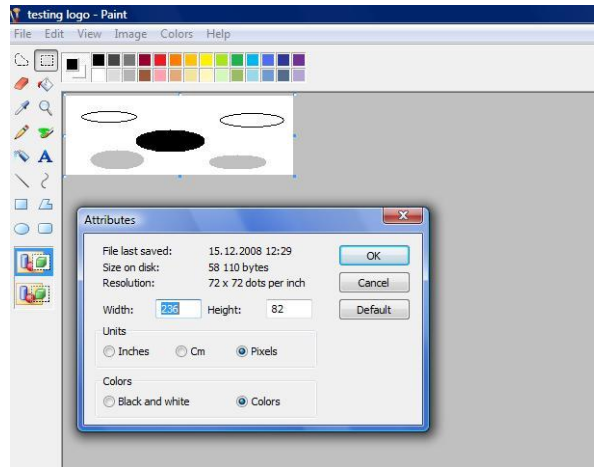 testing logo - Paint
File Edit View Image Colors Help
A
Attributes
File last saved: 15.12.2008 12:29
Size on disk: 58 110 bytes
Resolution: 72 x 72 dots per inch
Width: 236 Height: 82
Units
Inches Cm Pixels
Colors
Black and white Colors
OK
Cancel
Default